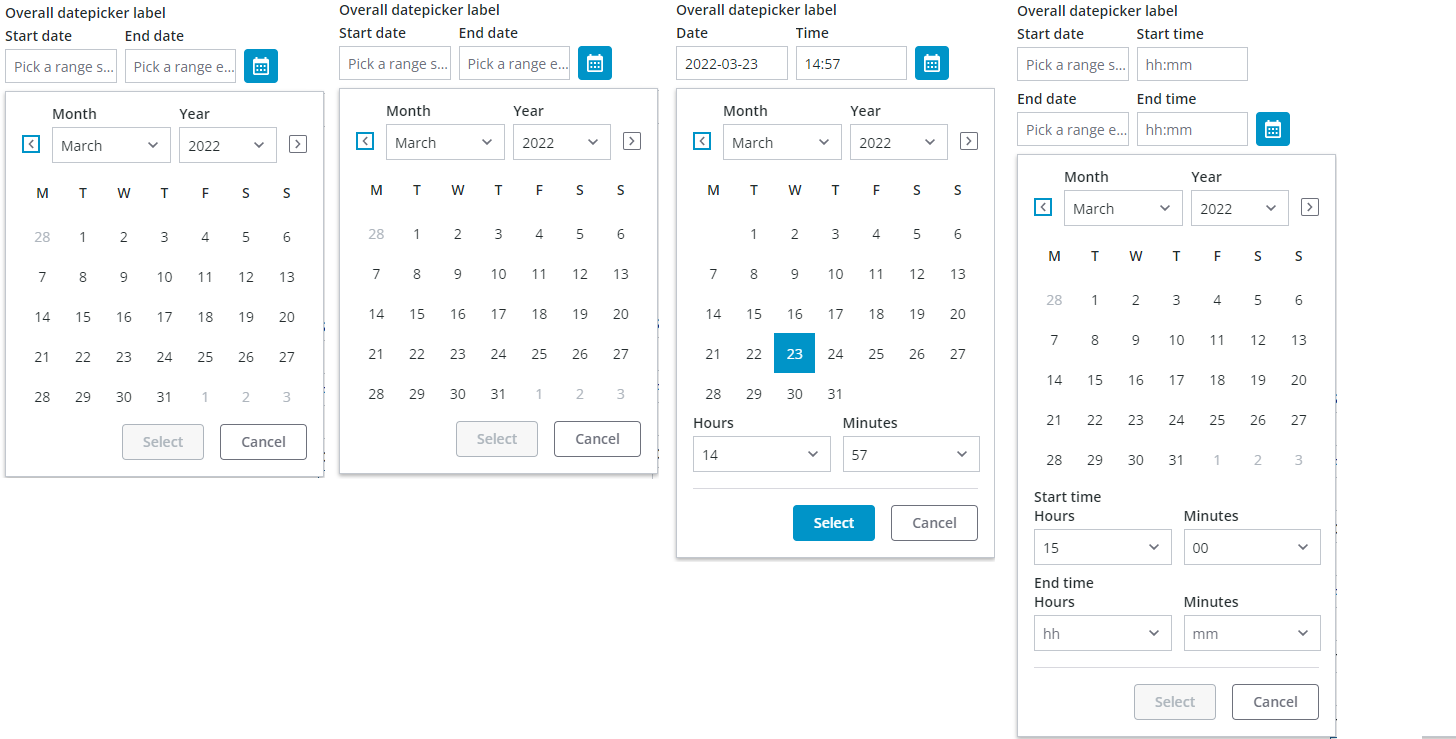 Overall datepicker label
Start date End date
Pick a range s... Pick a range e...
Month Year
March 2022
M T W T F S S
28 1 2 3 4 5 6
7 8 9 10 11 12 13
14 15 16 17 18 19 20
21 22 23 24 25 26 27
28 29 30 31 1 2 3
Select Cancel
Overall datepicker label
Start date End date
Pick a range s... Pick a range e...
Month Year
March 2022
M T W T F S S
28 1 2 3 4 5 6
7 8 9 10 11 12 13
14 15 16 17 18 19 20
21 22 23 24 25 26 27
28 29 30 31 1 2 3
Select Cancel
Overall datepicker label
Date Time
2022-03-23 14:57
Month Year
March 2022
M T W T F S S
1 2 3 4 5 6
7 8 9 10 11 12 13
14 15 16 17 18 19 20
21 22 23 24 25 26 27
28 29 30 31
Hours Minutes
14 57
Select Cancel
Overall datepicker label
Start date Start time
Pick a range s... hh:mm
End date End time
Pick a range e... hh:mm
Month Year
March 2022
M T W T F S S
28 1 2 3 4 5 6
7 8 9 10 11 12 13
14 15 16 17 18 19 20
21 22 23 24 25 26 27
28 29 30 31 1 2 3
Start time
Hours Minutes
15 00
End time
Hours Minutes
hh mm
Select Cancel